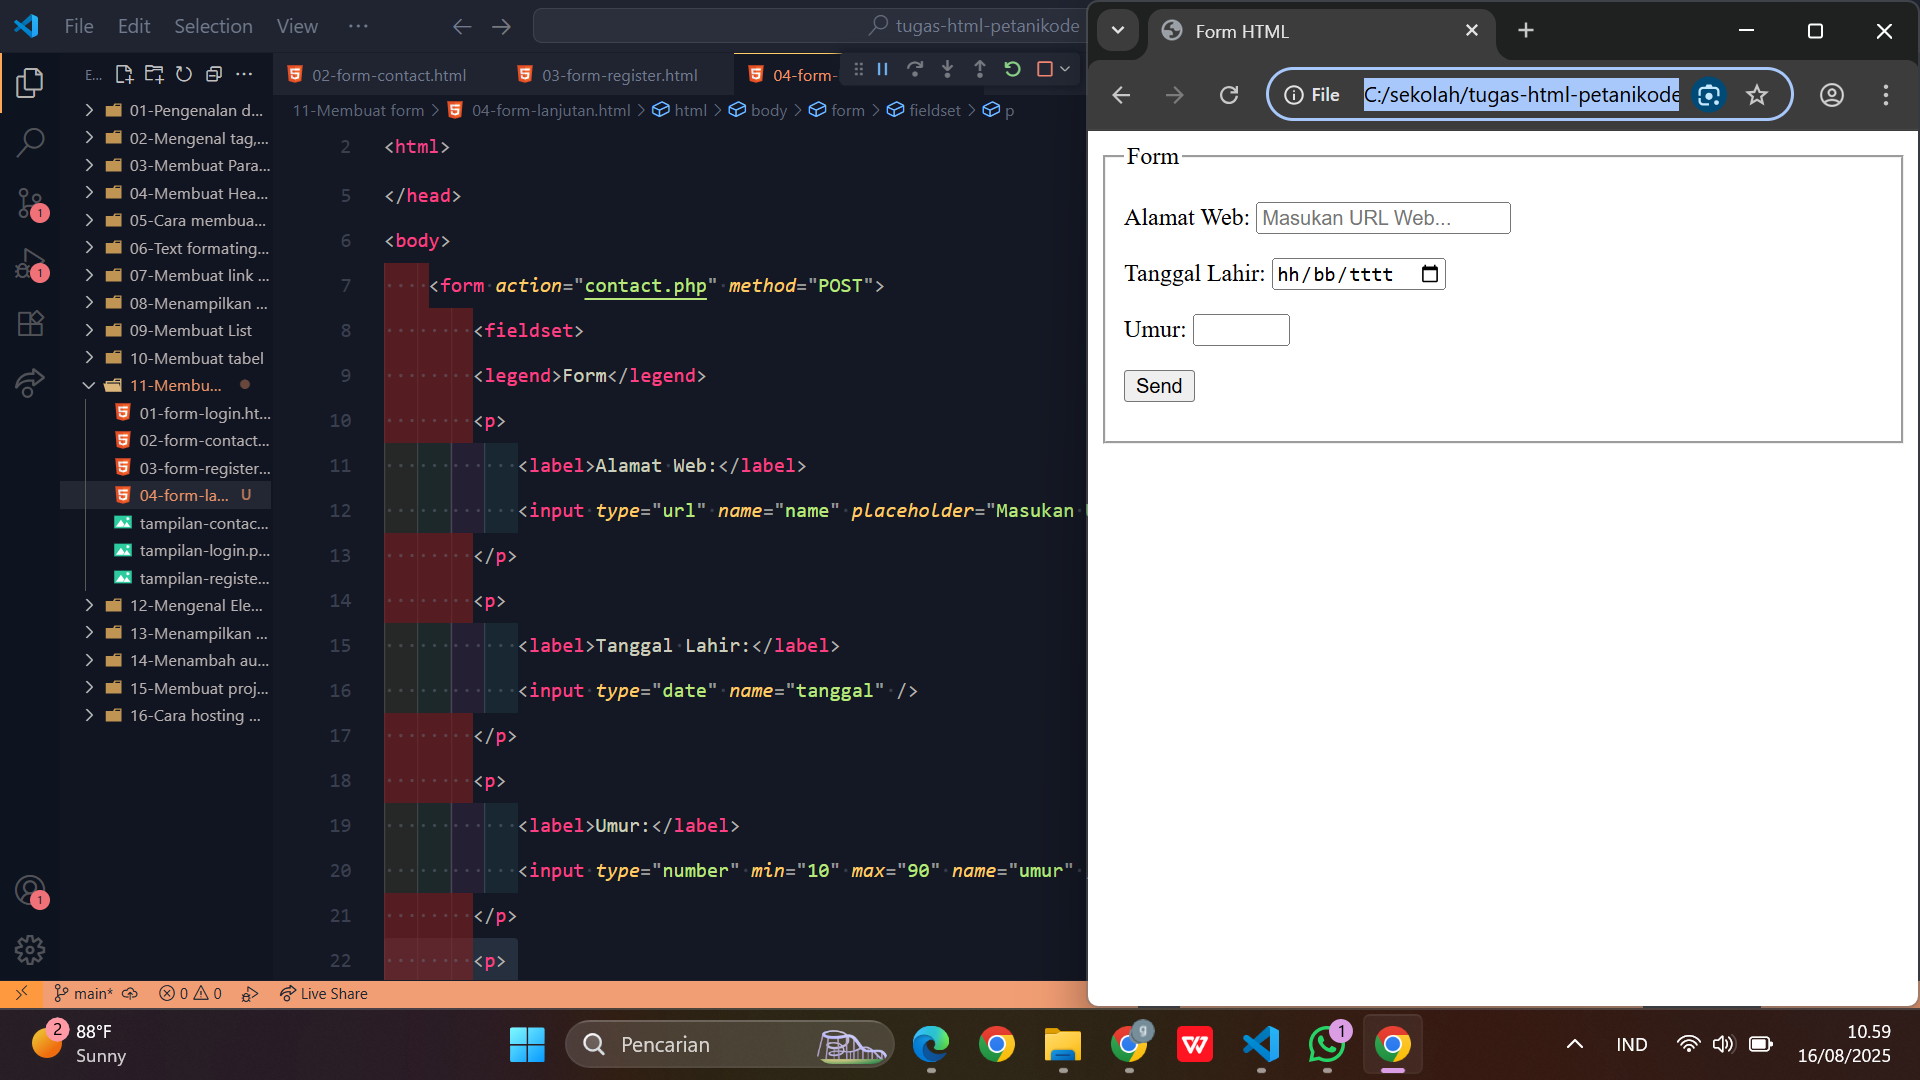 File Edit Selection View ···
tugas-html-petanikode
E...
01-Pengenalan d...
02-Mengenal tag,...
03-Membuat Para...
04-Membuat Hea...
05-Cara membua...
06-Text formating...
07-Membuat link ...
08-Menampilkan ...
09-Membuat List
10-Membuat tabel
11-Membu...
01-form-login.ht...
02-form-contact...
03-form-register...
04-form-la... U
tampilan-contac...
tampilan-login.p...
tampilan-registe...
12-Mengenal Ele...
13-Menampilkan ...
14-Menambah au...
15-Membuat proj...
16-Cara hosting ...
1
1
1
02-form-contact.html 03-form-register.html 04-form-
11-Membuat form > 04-form-lanjutan.html > html > body > form > fieldset > p
2 <html>
5 </head>
6 <body>
7 <form action="contact.php" method="POST">
8 <fieldset>
9 <legend>Form</legend>
10 <p>
11 <label>Alamat Web:</label>
12 <input type="url" name="name" placeholder="Masukan
13 </p>
14 <p>
15 <label>Tanggal Lahir:</label>
16 <input type="date" name="tanggal" />
17 </p>
18 <p>
19 <label>Umur:</label>
20 <input type="number" min="10" max="90" name="umur"
21 </p>
22 <p>
main* 0 0 Live Share
Form HTML
File C:/sekolah/tugas-html-petanikode
Form
Alamat Web: Masukan URL Web...
Tanggal Lahir: hh/bb/tttt
Umur:
Send
2 88°F
Sunny
Pencarian
g
W
1
IND
10.59
16/08/2025